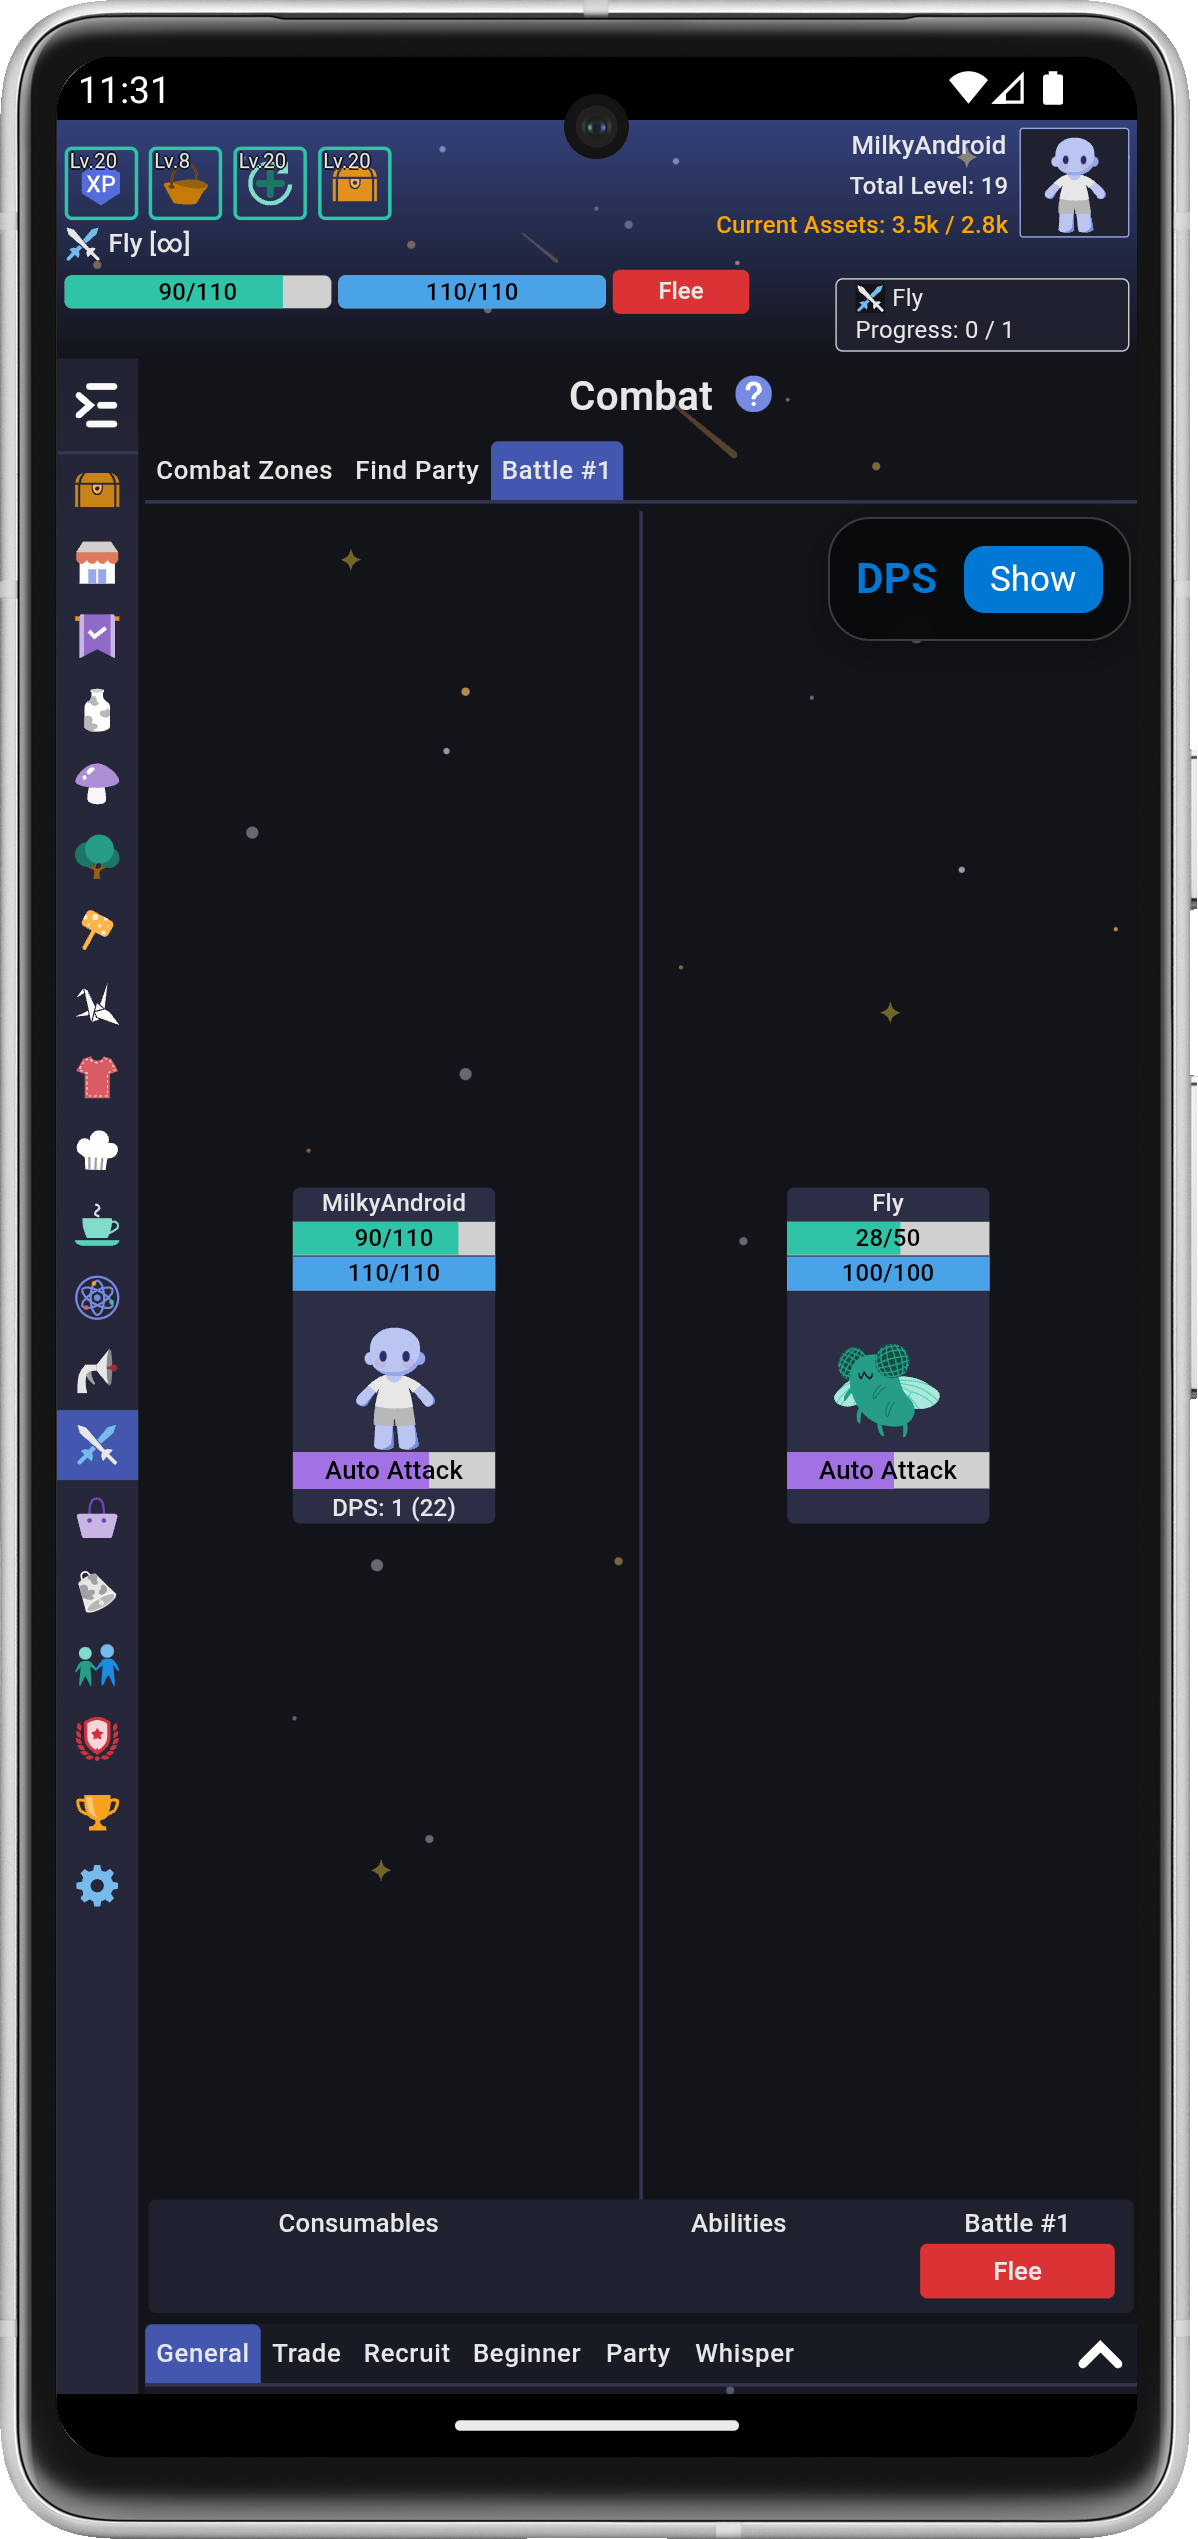 11:31
Lv.20
XP
Lv.8
Lv.20
Lv.20
MilkyAndroid
Total Level: 19
Current Assets: 3.5k / 2.8k
Fly [∞]
90/110
110/110
Flee
Fly
Progress: 0 / 1
Combat ?
Combat Zones Find Party Battle #1
DPS Show
MilkyAndroid
90/110
110/110
Auto Attack
DPS: 1 (22)
Fly
28/50
100/100
Auto Attack
Consumables Abilities Battle #1
Flee
General Trade Recruit Beginner Party Whisper